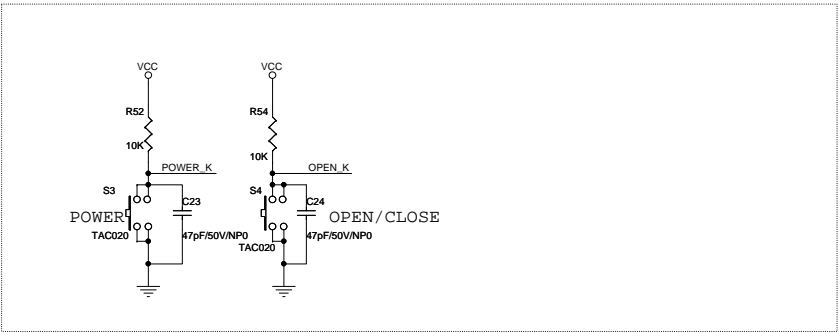 VCC
VCC
R52
R54
10K
10K
POWER_K
OPEN_K
S3
S4
C23
C24
POWER
OPEN/CLOSE
TAC020
47pF/50V/NP0
TAC020
47pF/50V/NP0